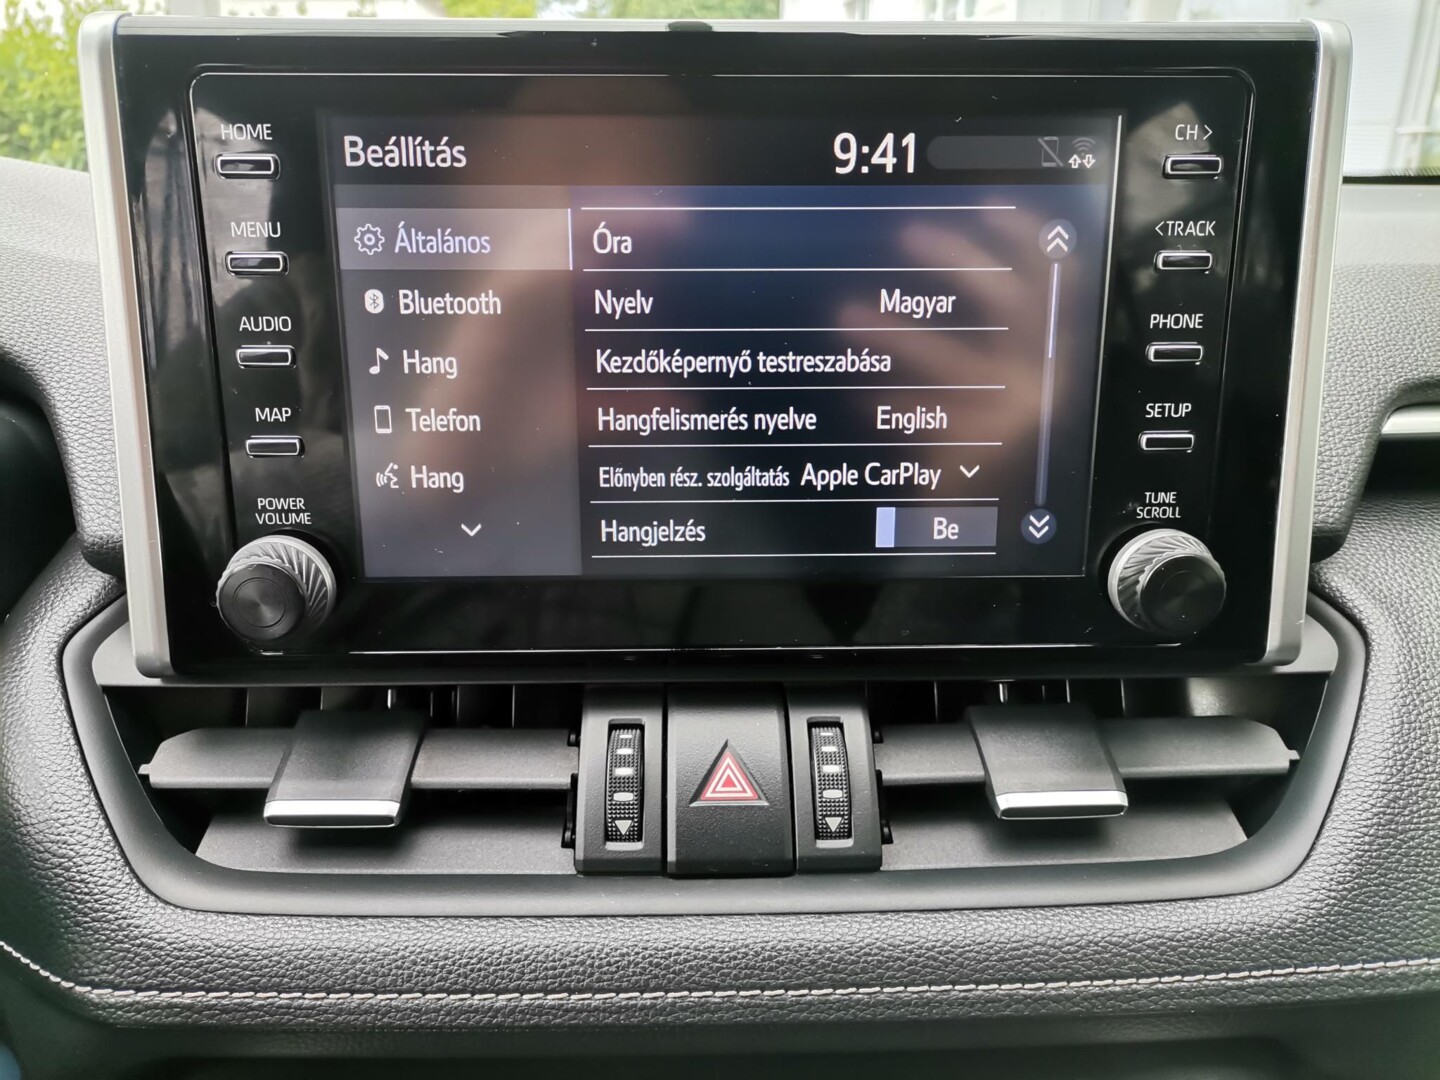 HOME
MENU
AUDIO
MAP
POWER
VOLUME
Beállítás
9:41
Általános
Bluetooth
Hang
Telefon
Hang
Óra
Nyelv Magyar
Kezdőképernyő testreszabása
Hangfelismerés nyelve English
Előnyben rész. szolgáltatás Apple CarPlay
Hangjelzés Be
CH >
<TRACK
PHONE
SETUP
TUNE
SCROLL